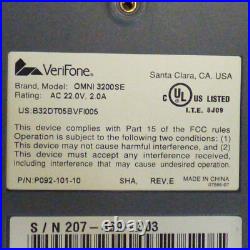 VeriFone
Santa Clara, CA. USA
Brand, Model: OMNI 3200SE
Rating: AC 22.0V, 2.0A
C UL US LISTED
I.T.E. 8J09
US:B32DT05BVFI005
This device complies with Part 15 of the FCC rules
Operation is subject to the following two conditions:
(1) this device may not cause harmful
interference, and (2) this device must accept any
interference received, including interference that
may cause undesired operation.
P/N:P092-101-10 SHA, REV.E MADE IN CHINA
S/N 207-